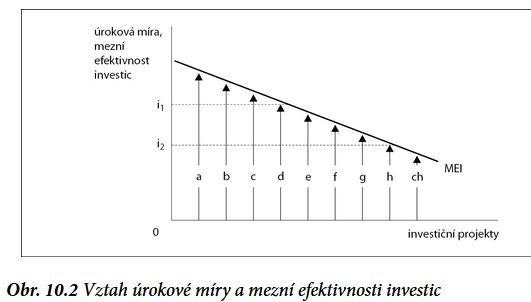 úroková míra,
mezní
efektivnost
investic
i1
i2
a b c d e f g h ch
MEI
0 investiční projekty
Obr. 10.2 Vztah úrokové míry a mezní efektivnosti investic